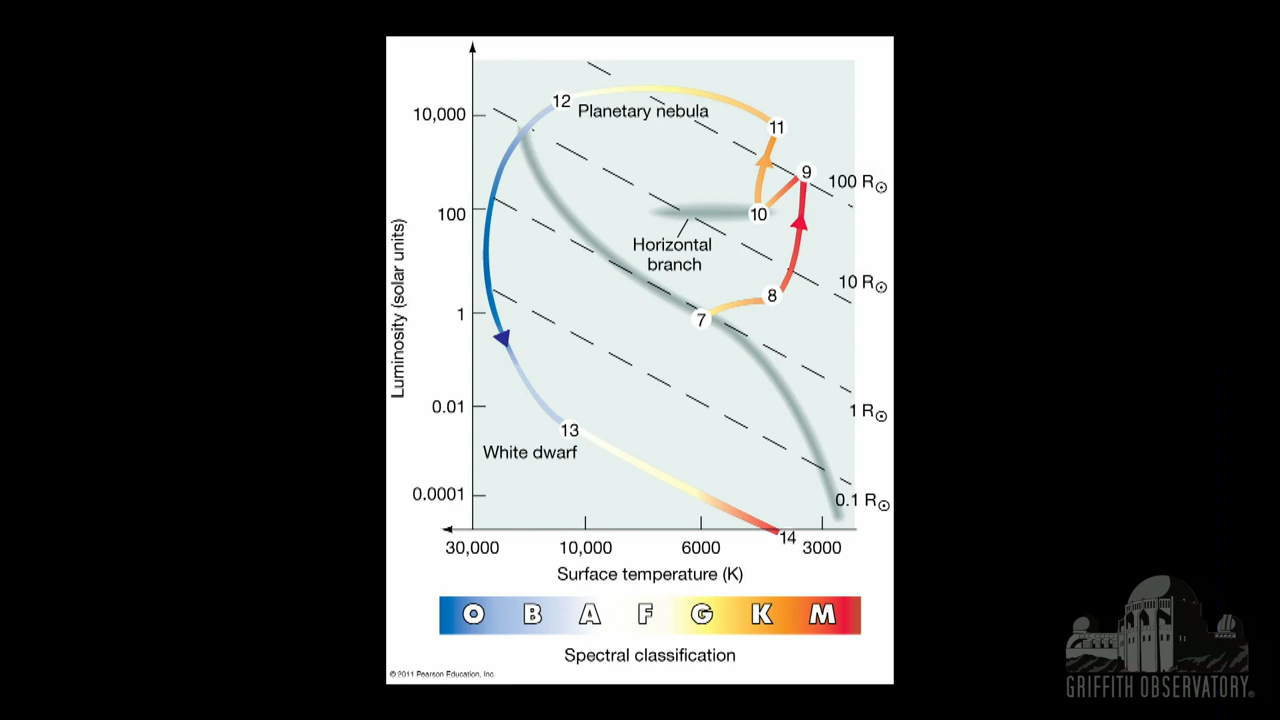 12
Planetary nebula
11
10,000
9
100 R☉
100
10
Horizontal
branch
10 R☉
8
1
7
1 R☉
0.01
13
White dwarf
0.0001
0.1 R☉
14
30,000
10,000
6000
3000
Luminosity (solar units)
Surface temperature (K)
O B A F G K M
Spectral classification
© 2011 Pearson Education, Inc.
GRIFFITH OBSERVATORY®